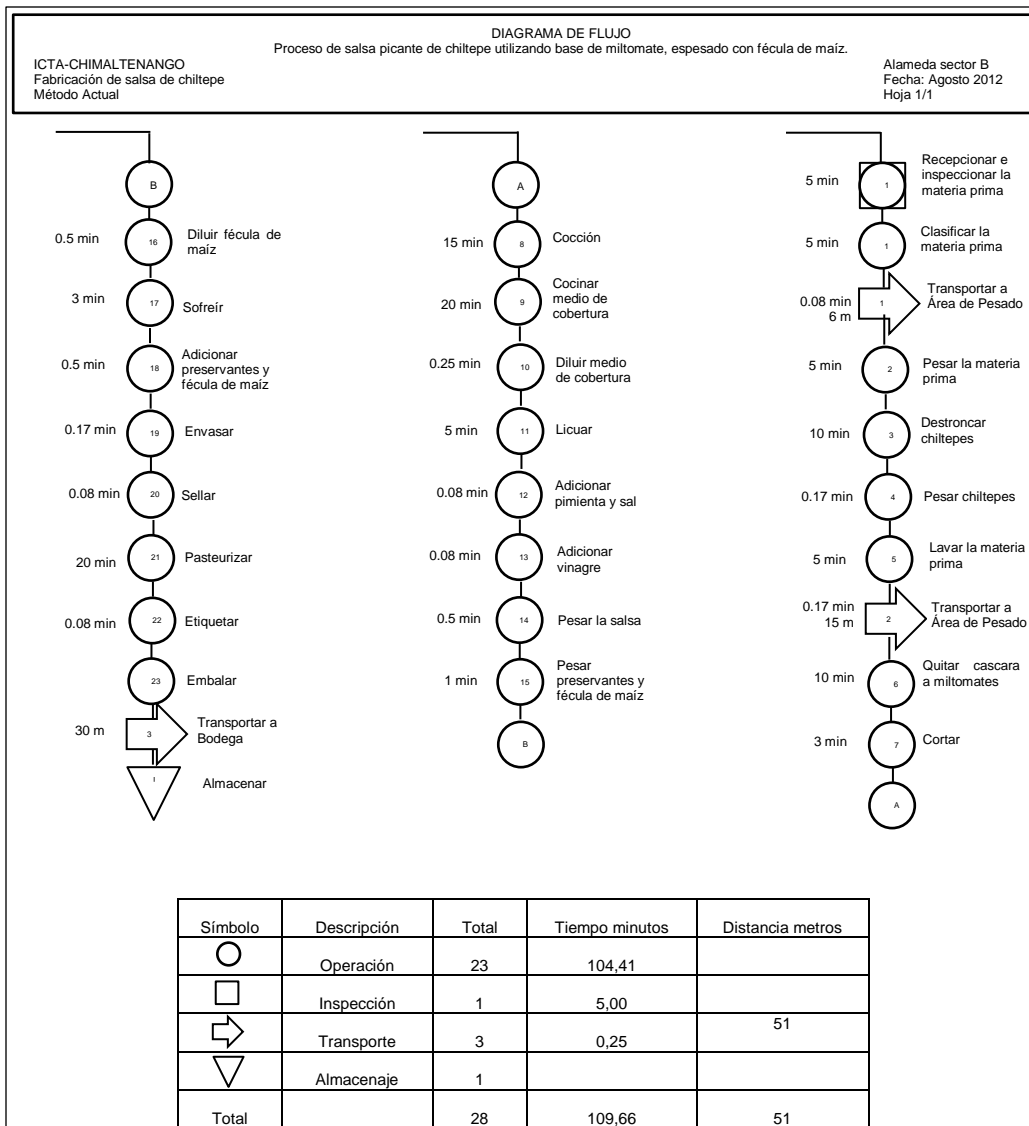 DIAGRAMA DE FLUJO
Proceso de salsa picante de chiltepe utilizando base de miltomate, espesado con fécula de maíz.
ICTA-CHIMALTENANGO
Fabricación de salsa de chiltepe
Método Actual
Alameda sector B
Fecha: Agosto 2012
Hoja 1/1
B
0.5 min
16
Diluir fécula de
maíz
3 min
17
Sofreír
0.5 min
18
Adicionar
preservantes y
fécula de maíz
0.17 min
19
Envasar
0.08 min
20
Sellar
20 min
21
Pasteurizar
0.08 min
22
Etiquetar
23
Embalar
30 m
3
Transportar a
Bodega
I
Almacenar
A
15 min
8
Cocción
20 min
9
Cocinar
medio de
cobertura
0.25 min
10
Diluir medio
de cobertura
5 min
11
Licuar
0.08 min
12
Adicionar
pimienta y sal
0.08 min
13
Adicionar
vinagre
0.5 min
14
Pesar la salsa
1 min
15
Pesar
preservantes y
fécula de maíz
B
5 min
1
Recepcionar e
inspeccionar la
materia prima
5 min
1
Clasificar la
materia prima
0.08 min
6 m
1
Transportar a
Área de Pesado
5 min
2
Pesar la materia
prima
10 min
3
Destroncar
chiltepes
0.17 min
4
Pesar chiltepes
5 min
5
Lavar la materia
prima
0.17 min
15 m
2
Transportar a
Área de Pesado
10 min
6
Quitar cascara
a miltomates
3 min
7
Cortar
A
Símbolo Descripción Total Tiempo minutos Distancia metros
Operación 23 104,41
Inspección 1 5,00
Transporte 3 0,25 51
Almacenaje 1
Total 28 109,66 51